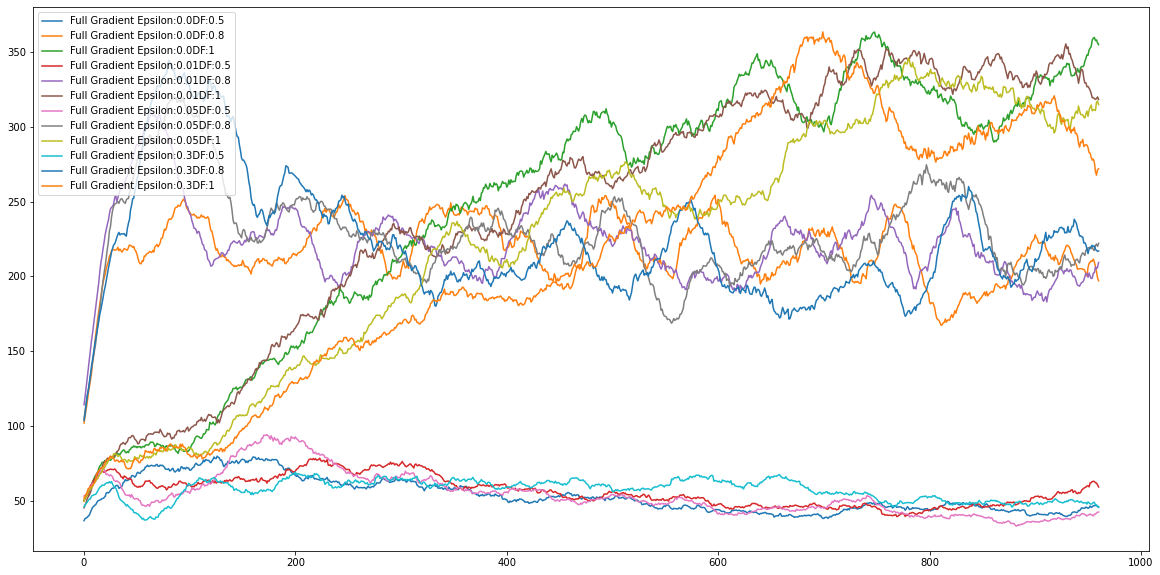 Full Gradient Epsilon:0.0DF:0.5
Full Gradient Epsilon:0.0DF:0.8
Full Gradient Epsilon:0.0DF:1
Full Gradient Epsilon:0.01DF:0.5
Full Gradient Epsilon:0.01DF:0.8
Full Gradient Epsilon:0.01DF:1
Full Gradient Epsilon:0.05DF:0.5
Full Gradient Epsilon:0.05DF:0.8
Full Gradient Epsilon:0.05DF:1
Full Gradient Epsilon:0.3DF:0.5
Full Gradient Epsilon:0.3DF:0.8
Full Gradient Epsilon:0.3DF:1
350
300
250
200
150
100
50
0 200 400 600 800 1000